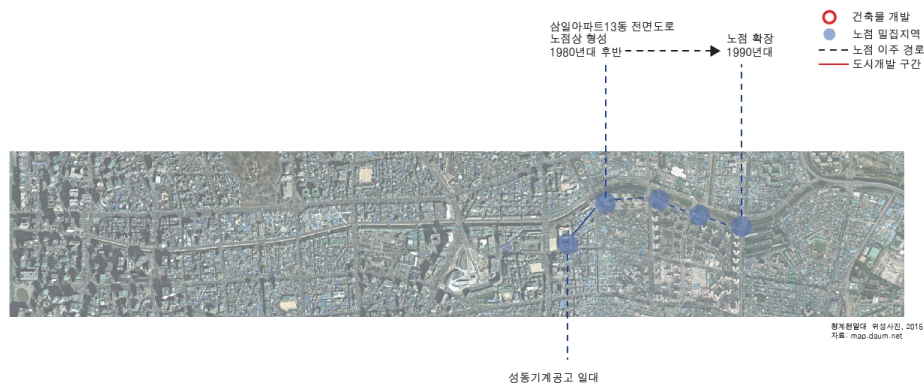 삼일아파트13동 전면도로
노점상 형성
1980년대 후반
노점 확장
1990년대
건축물 개발
노점 밀집지역
노점 이주 경로
도시개발 구간
청계천일대 위성사진, 2015
자료: map.daum.net
성동기계공고 일대